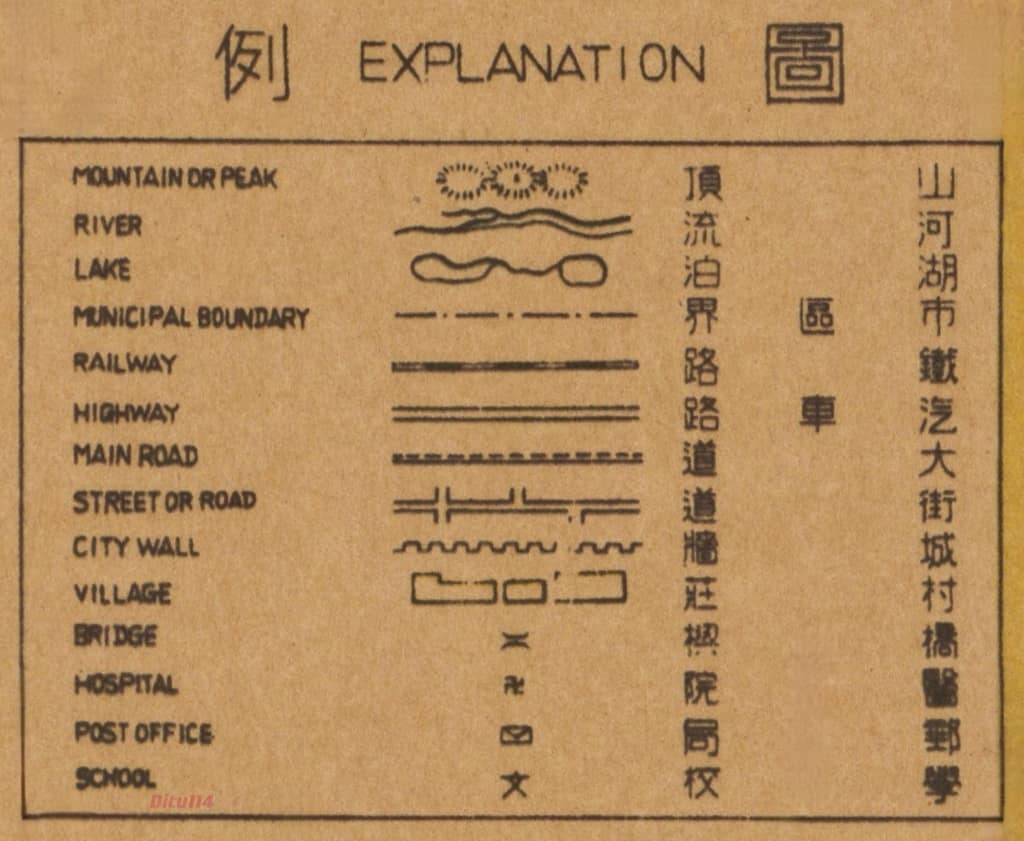 圖 EXPLANATION 例
MOUNTAIN OR PEAK 山頂
RIVER 河流
LAKE 湖泊
MUNICIPAL BOUNDARY 市區界
RAILWAY 鐵路
HIGHWAY 汽車路
MAIN ROAD 大道
STREET OR ROAD 街道
CITY WALL 城牆
VILLAGE 村莊
BRIDGE 橋樑
HOSPITAL 卍 醫院
POST OFFICE 郵局
SCHOOL 文 學校
Ditu114